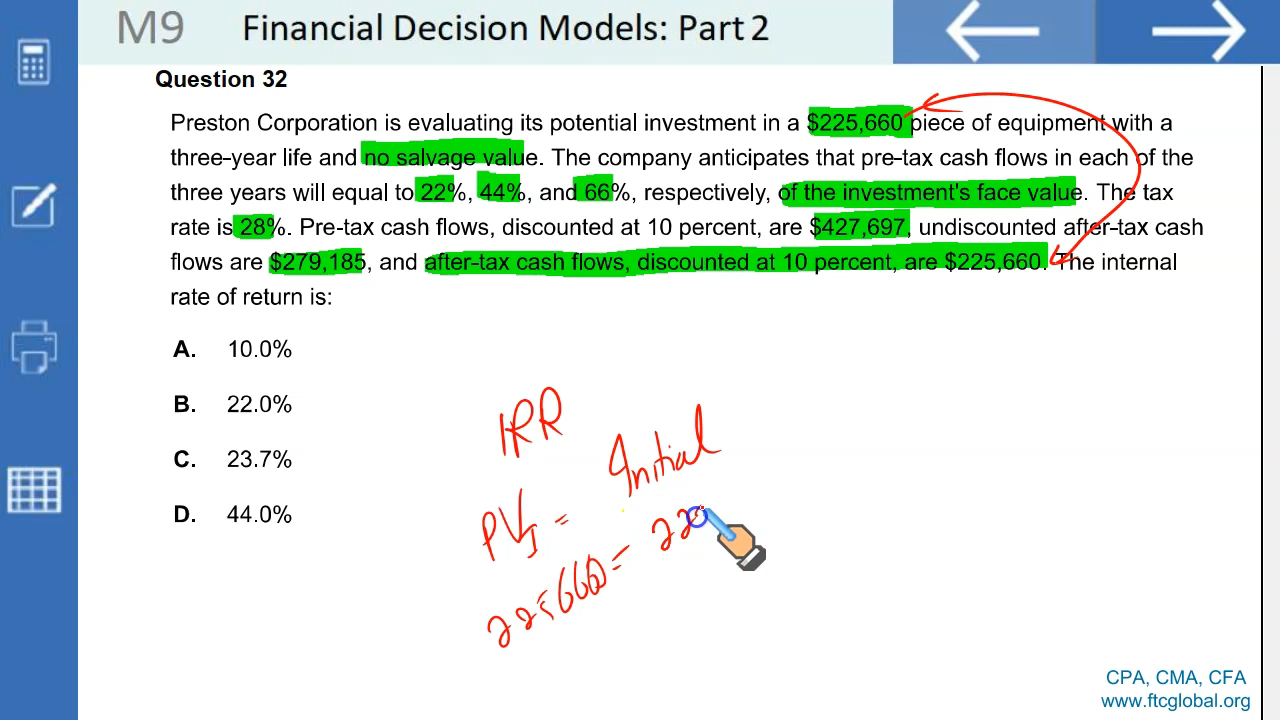 M9 Financial Decision Models: Part 2
Question 32
Preston Corporation is evaluating its potential investment in a $225,660 piece of equipment with a
three-year life and no salvage value. The company anticipates that pre-tax cash flows in each of the
three years will equal to 22%, 44%, and 66%, respectively, of the investment's face value. The tax
rate is 28%. Pre-tax cash flows, discounted at 10 percent, are $427,697, undiscounted after-tax cash
flows are $279,185, and after-tax cash flows, discounted at 10 percent, are $225,660. The internal
rate of return is:
A. 10.0%
B. 22.0%
C. 23.7%
D. 44.0%
IRR
PVI = Initial
225660 = 22
CPA, CMA, CFA
www.ftcglobal.org